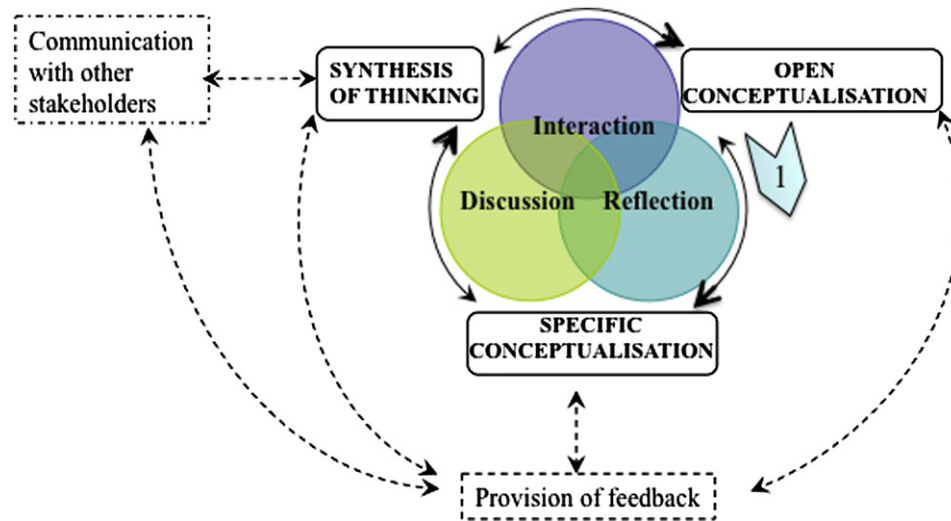 Communication
with other
stakeholders
SYNTHESIS
OF THINKING
OPEN
CONCEPTUALISATION
Interaction
1
Discussion
Reflection
SPECIFIC
CONCEPTUALISATION
Provision of feedback